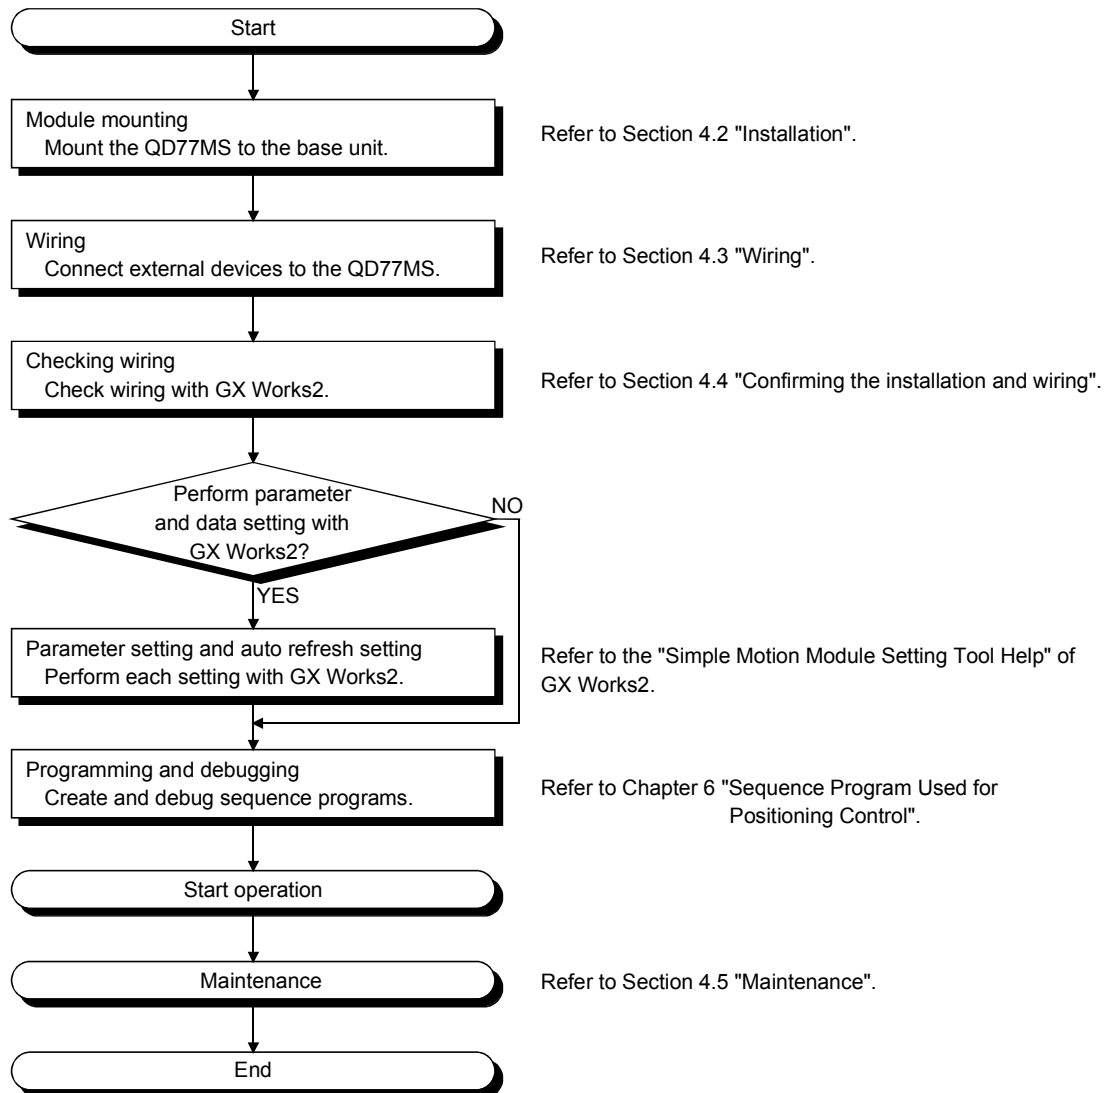 Start
Module mounting
Mount the QD77MS to the base unit.
Refer to Section 4.2 "Installation".
Wiring
Connect external devices to the QD77MS.
Refer to Section 4.3 "Wiring".
Checking wiring
Check wiring with GX Works2.
Refer to Section 4.4 "Confirming the installation and wiring".
Perform parameter
and data setting with
GX Works2?
NO
YES
Parameter setting and auto refresh setting
Perform each setting with GX Works2.
Refer to the "Simple Motion Module Setting Tool Help" of
GX Works2.
Programming and debugging
Create and debug sequence programs.
Refer to Chapter 6 "Sequence Program Used for
Positioning Control".
Start operation
Maintenance
Refer to Section 4.5 "Maintenance".
End